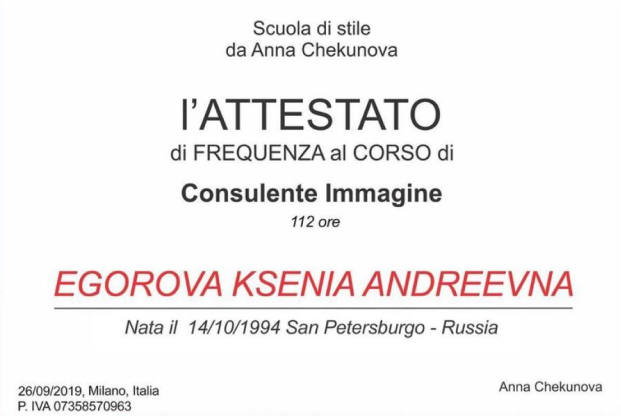 Scuola di stile
da Anna Chekunova
l'ATTESTATO
di FREQUENZA al CORSO di
Consulente Immagine
112 ore
EGOROVA KSENIA ANDREEVNA
Nata il 14/10/1994 San Petersburgo - Russia
26/09/2019, Milano, Italia
P. IVA 07358570963
Anna Chekunova